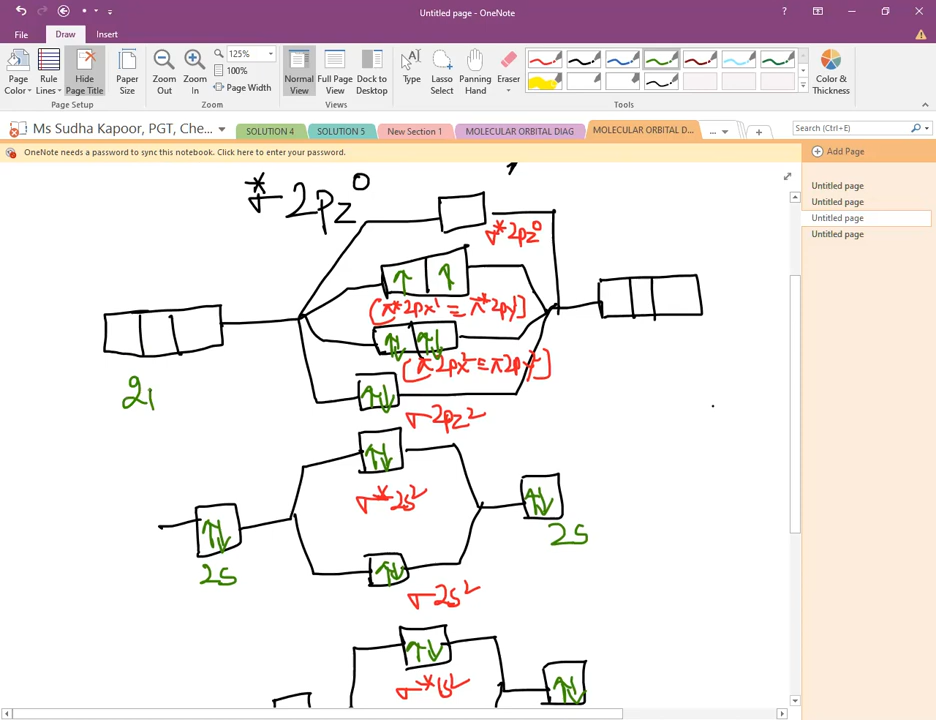 Untitled page - OneNote
File Draw Insert
Page Color
Rule Lines
Hide Page Title
Paper Size
Zoom Out
Zoom In
125%
100%
Page Width
Normal View
Full Page View
Dock to Desktop
Type
Lasso Select
Panning Hand
Eraser
Color & Thickness
Page Setup Zoom Views Tools
Ms Sudha Kapoor, PGT, Che...
SOLUTION 4 SOLUTION 5 New Section 1 MOLECULAR ORBITAL DIAG MOLECULAR ORBITAL D... ...
Search (Ctrl+E)
OneNote needs a password to sync this notebook. Click here to enter your password.
Add Page
Untitled page
Untitled page
Untitled page
Untitled page
σ* 2pz⁰
σ*2pz⁰
[π*2px¹ = π*2py¹]
[π2px² = π2py²]
σ2pz²
σ*2s²
2s
2s
σ2s²